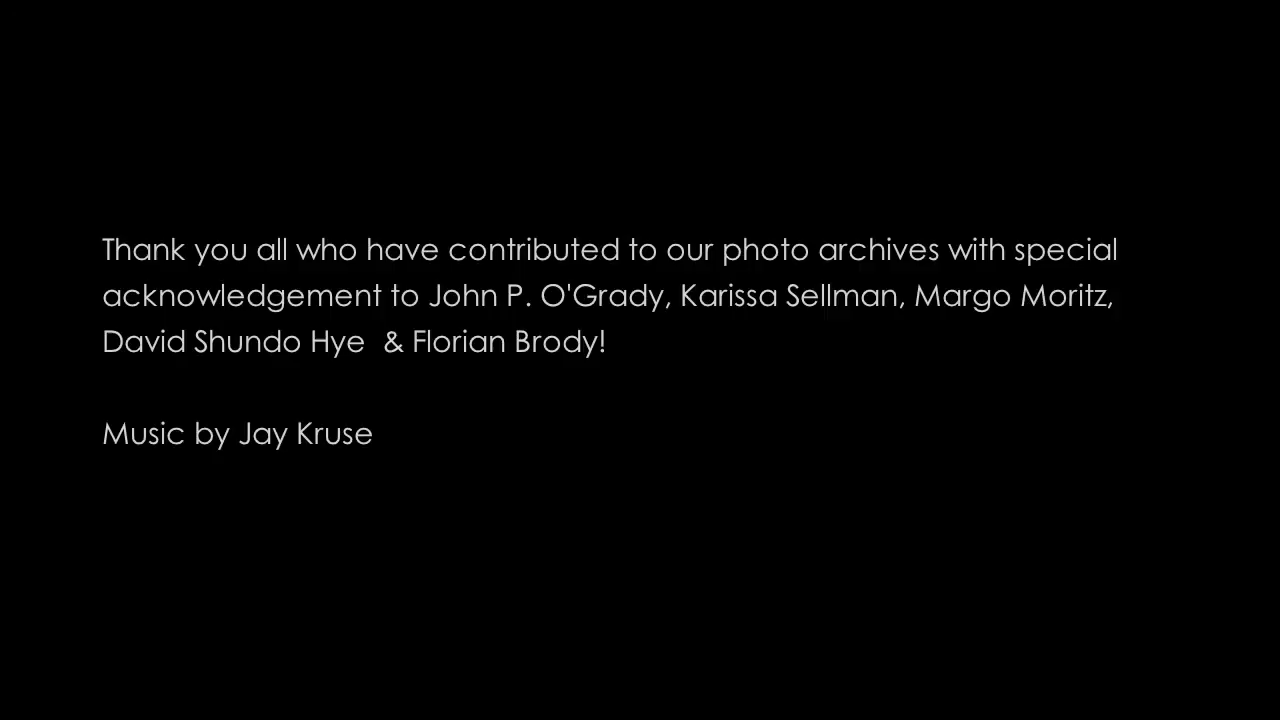 Thank you all who have contributed to our photo archives with special
acknowledgement to John P. O'Grady, Karissa Sellman, Margo Moritz,
David Shundo Hye  & Florian Brody!
Music by Jay Kruse